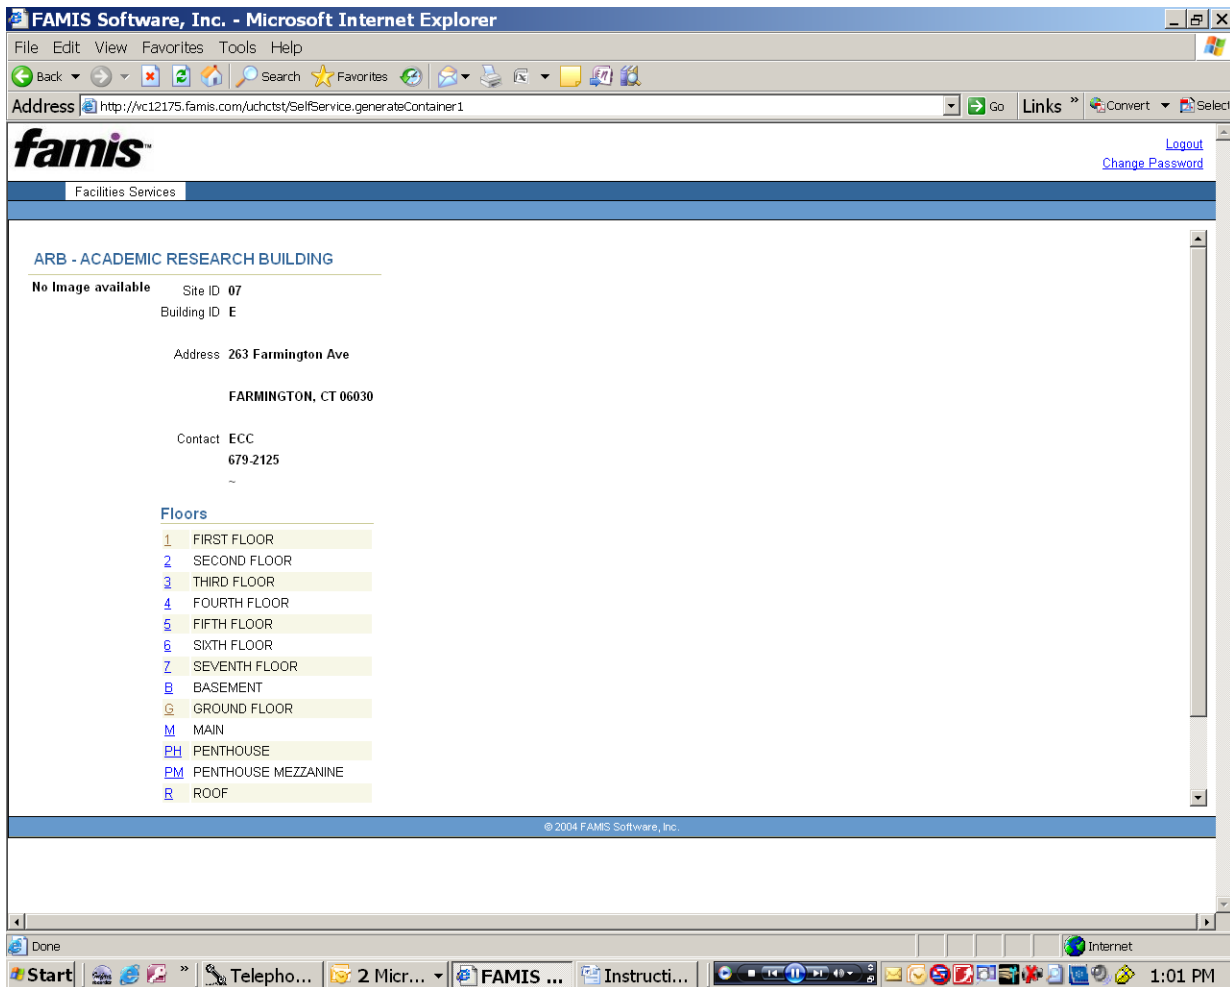 FAMIS Software, Inc. - Microsoft Internet Explorer
File Edit View Favorites Tools Help
Back Search Favorites
Address http://vc12175.famis.com/uchctst/SelfService.generateContainer1 Go Links » Convert Select
famis™
Logout
Change Password
Facilities Services
ARB - ACADEMIC RESEARCH BUILDING
No Image available Site ID 07
Building ID E
Address 263 Farmington Ave
FARMINGTON, CT 06030
Contact ECC
679-2125
~
Floors
1 FIRST FLOOR
2 SECOND FLOOR
3 THIRD FLOOR
4 FOURTH FLOOR
5 FIFTH FLOOR
6 SIXTH FLOOR
7 SEVENTH FLOOR
B BASEMENT
G GROUND FLOOR
M MAIN
PH PENTHOUSE
PM PENTHOUSE MEZZANINE
R ROOF
© 2004 FAMIS Software, Inc.
Done Internet
Start » Telepho... 2 Micr... FAMIS ... Instructi... 1:01 PM